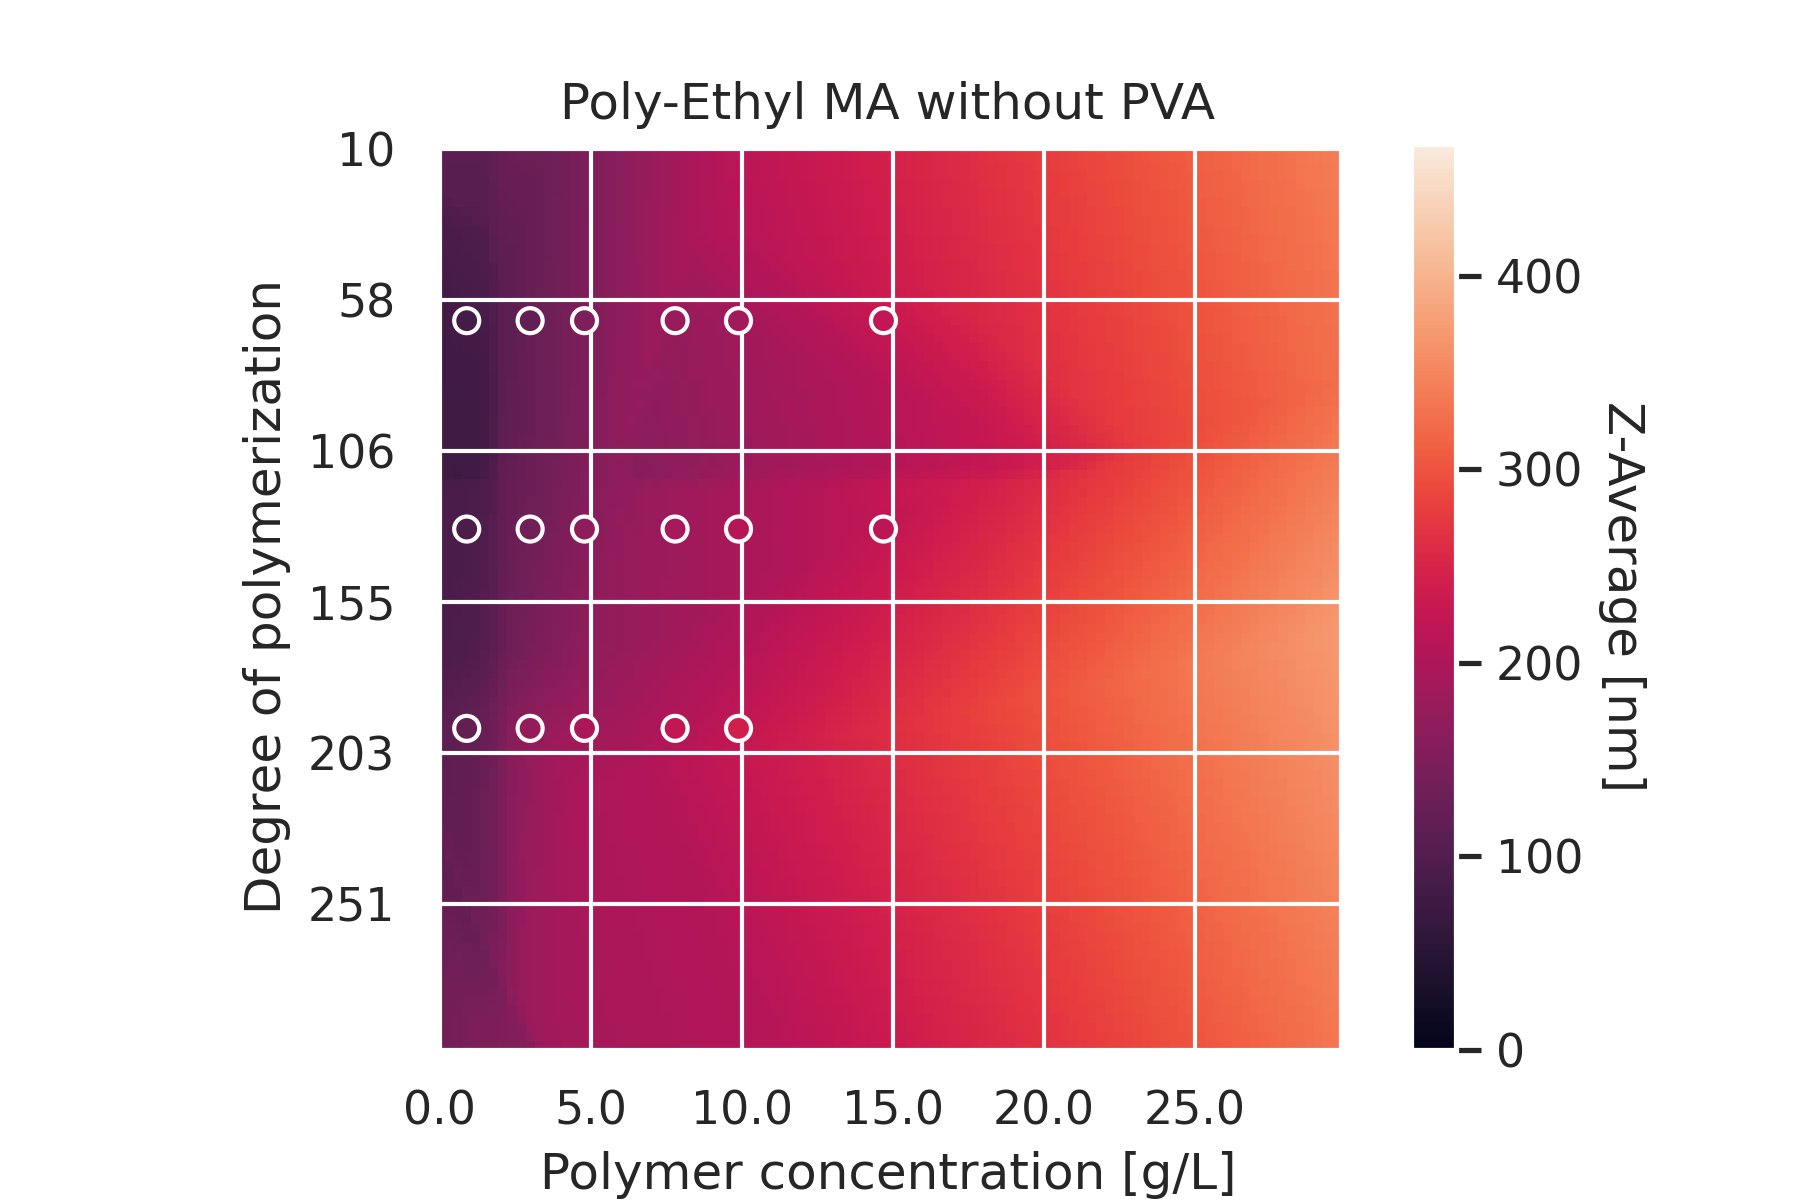 Poly-Ethyl MA without PVA
10
58
106
155
203
251
Degree of polymerization
0.0 5.0 10.0 15.0 20.0 25.0
Polymer concentration [g/L]
400
300
200
100
0
Z-Average [nm]